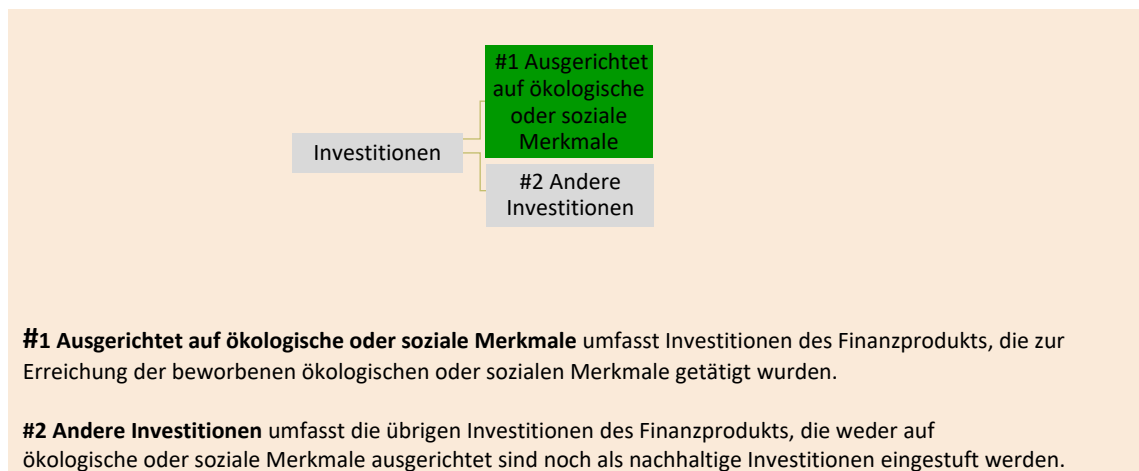 #1 Ausgerichtet
auf ökologische
oder soziale
Merkmale
Investitionen
#2 Andere
Investitionen
#1 Ausgerichtet auf ökologische oder soziale Merkmale umfasst Investitionen des Finanzprodukts, die zur
Erreichung der beworbenen ökologischen oder sozialen Merkmale getätigt wurden.
#2 Andere Investitionen umfasst die übrigen Investitionen des Finanzprodukts, die weder auf
ökologische oder soziale Merkmale ausgerichtet sind noch als nachhaltige Investitionen eingestuft werden.